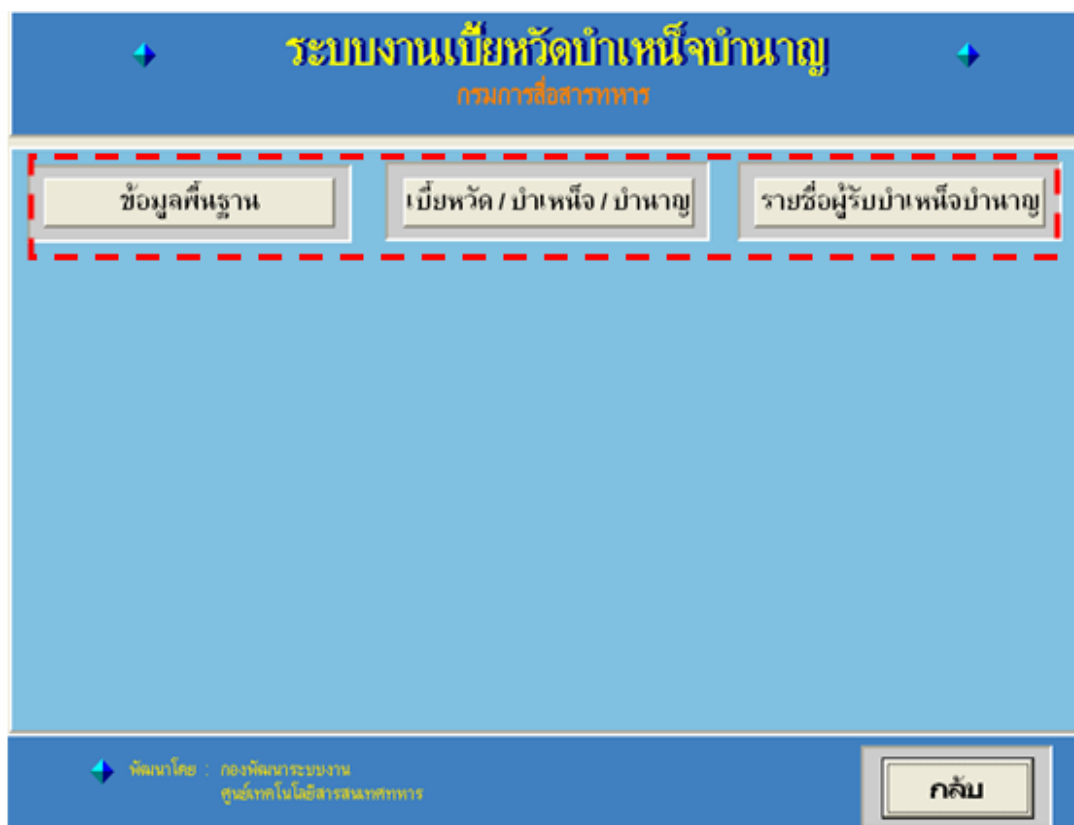 ระบบงานเบี้ยหวัดบำเหน็จบำนาญ
กรมการสื่อสารทหาร
ข้อมูลพื้นฐาน
เบี้ยหวัด / บำเหน็จ / บำนาญ
รายชื่อผู้รับบำเหน็จบำนาญ
พัฒนาโดย : กองพัฒนาระบบงาน
ศูนย์เทคโนโลยีสารสนเทศทหาร
กลับ